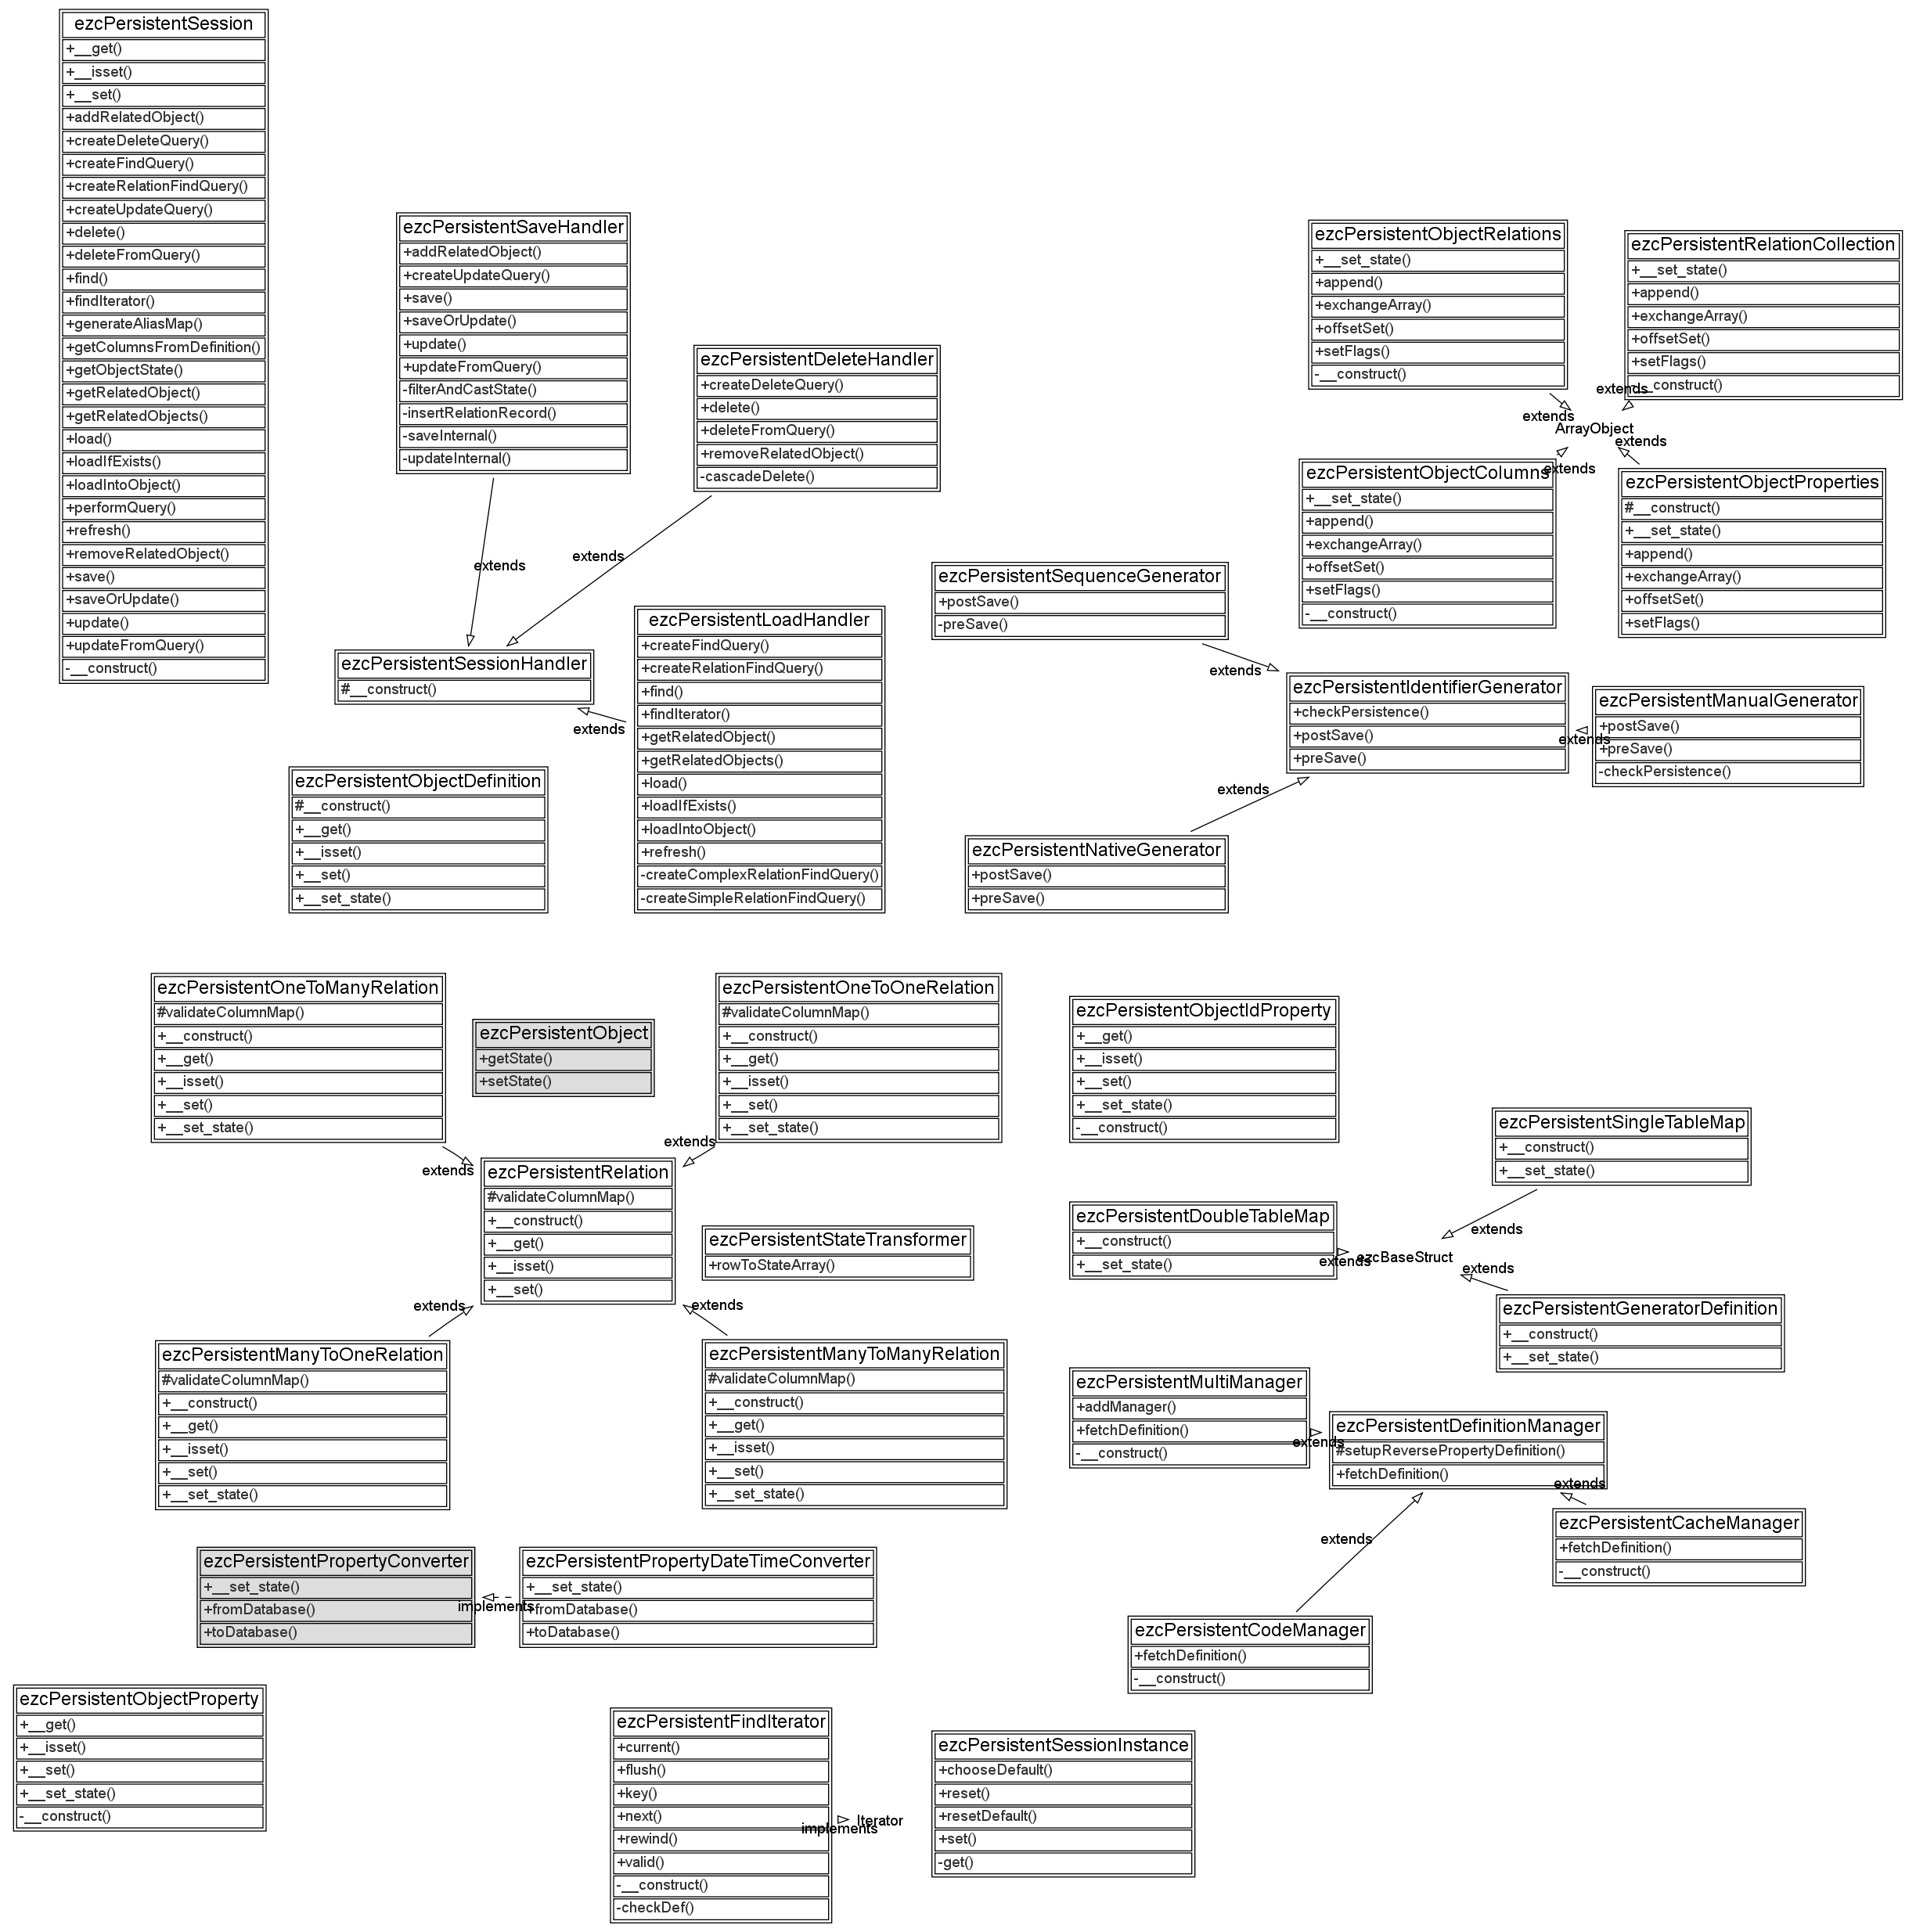 ezcPersistentSession
+__get()
+__isset()
+__set()
+addRelatedObject()
+createDeleteQuery()
+createFindQuery()
+createRelationFindQuery()
+createUpdateQuery()
+delete()
+deleteFromQuery()
+find()
+findIterator()
+generateAliasMap()
+getColumnsFromDefinition()
+getObjectState()
+getRelatedObject()
+getRelatedObjects()
+load()
+loadIfExists()
+loadIntoObject()
+performQuery()
+refresh()
+removeRelatedObject()
+save()
+saveOrUpdate()
+update()
+updateFromQuery()
-__construct()
ezcPersistentSaveHandler
+addRelatedObject()
+createUpdateQuery()
+save()
+saveOrUpdate()
+update()
+updateFromQuery()
-filterAndCastState()
-insertRelationRecord()
-saveInternal()
-updateInternal()
ezcPersistentDeleteHandler
+createDeleteQuery()
+delete()
+deleteFromQuery()
+removeRelatedObject()
-cascadeDelete()
extends
extends
ezcPersistentSessionHandler
#__construct()
extends
ezcPersistentLoadHandler
+createFindQuery()
+createRelationFindQuery()
+find()
+findIterator()
+getRelatedObject()
+getRelatedObjects()
+load()
+loadIfExists()
+loadIntoObject()
+refresh()
-createComplexRelationFindQuery()
-createSimpleRelationFindQuery()
ezcPersistentObjectDefinition
#__construct()
+__get()
+__isset()
+__set()
+__set_state()
ezcPersistentObjectRelations
+__set_state()
+append()
+exchangeArray()
+offsetSet()
+setFlags()
-__construct()
ezcPersistentRelationCollection
+__set_state()
+append()
+exchangeArray()
+offsetSet()
+setFlags()
-__construct()
extends
extends
ArrayObject
extends
extends
ezcPersistentObjectColumns
+__set_state()
+append()
+exchangeArray()
+offsetSet()
+setFlags()
-__construct()
ezcPersistentObjectProperties
#__construct()
+__set_state()
+append()
+exchangeArray()
+offsetSet()
+setFlags()
ezcPersistentSequenceGenerator
+postSave()
-preSave()
extends
ezcPersistentIdentifierGenerator
+checkPersistence()
+postSave()
+preSave()
extends
ezcPersistentManualGenerator
+postSave()
+preSave()
-checkPersistence()
extends
ezcPersistentNativeGenerator
+postSave()
+preSave()
ezcPersistentOneToManyRelation
#validateColumnMap()
+__construct()
+__get()
+__isset()
+__set()
+__set_state()
ezcPersistentObject
+getState()
+setState()
ezcPersistentOneToOneRelation
#validateColumnMap()
+__construct()
+__get()
+__isset()
+__set()
+__set_state()
extends
extends
ezcPersistentRelation
#validateColumnMap()
+__construct()
+__get()
+__isset()
+__set()
ezcPersistentStateTransformer
+rowToStateArray()
extends
extends
ezcPersistentManyToOneRelation
#validateColumnMap()
+__construct()
+__get()
+__isset()
+__set()
+__set_state()
ezcPersistentManyToManyRelation
#validateColumnMap()
+__construct()
+__get()
+__isset()
+__set()
+__set_state()
ezcPersistentObjectIdProperty
+__get()
+__isset()
+__set()
+__set_state()
-__construct()
ezcPersistentSingleTableMap
+__construct()
+__set_state()
extends
ezcPersistentDoubleTableMap
+__construct()
+__set_state()
extends
ezcBaseStruct
extends
ezcPersistentGeneratorDefinition
+__construct()
+__set_state()
ezcPersistentMultiManager
+addManager()
+fetchDefinition()
-__construct()
extends
ezcPersistentDefinitionManager
#setupReversePropertyDefinition()
+fetchDefinition()
extends
ezcPersistentCacheManager
+fetchDefinition()
-__construct()
extends
ezcPersistentCodeManager
+fetchDefinition()
-__construct()
ezcPersistentPropertyConverter
+__set_state()
+fromDatabase()
+toDatabase()
implements
ezcPersistentPropertyDateTimeConverter
+__set_state()
+fromDatabase()
+toDatabase()
ezcPersistentObjectProperty
+__get()
+__isset()
+__set()
+__set_state()
-__construct()
ezcPersistentFindIterator
+current()
+flush()
+key()
+next()
+rewind()
+valid()
-__construct()
-checkDef()
implements
Iterator
ezcPersistentSessionInstance
+chooseDefault()
+reset()
+resetDefault()
+set()
-get()